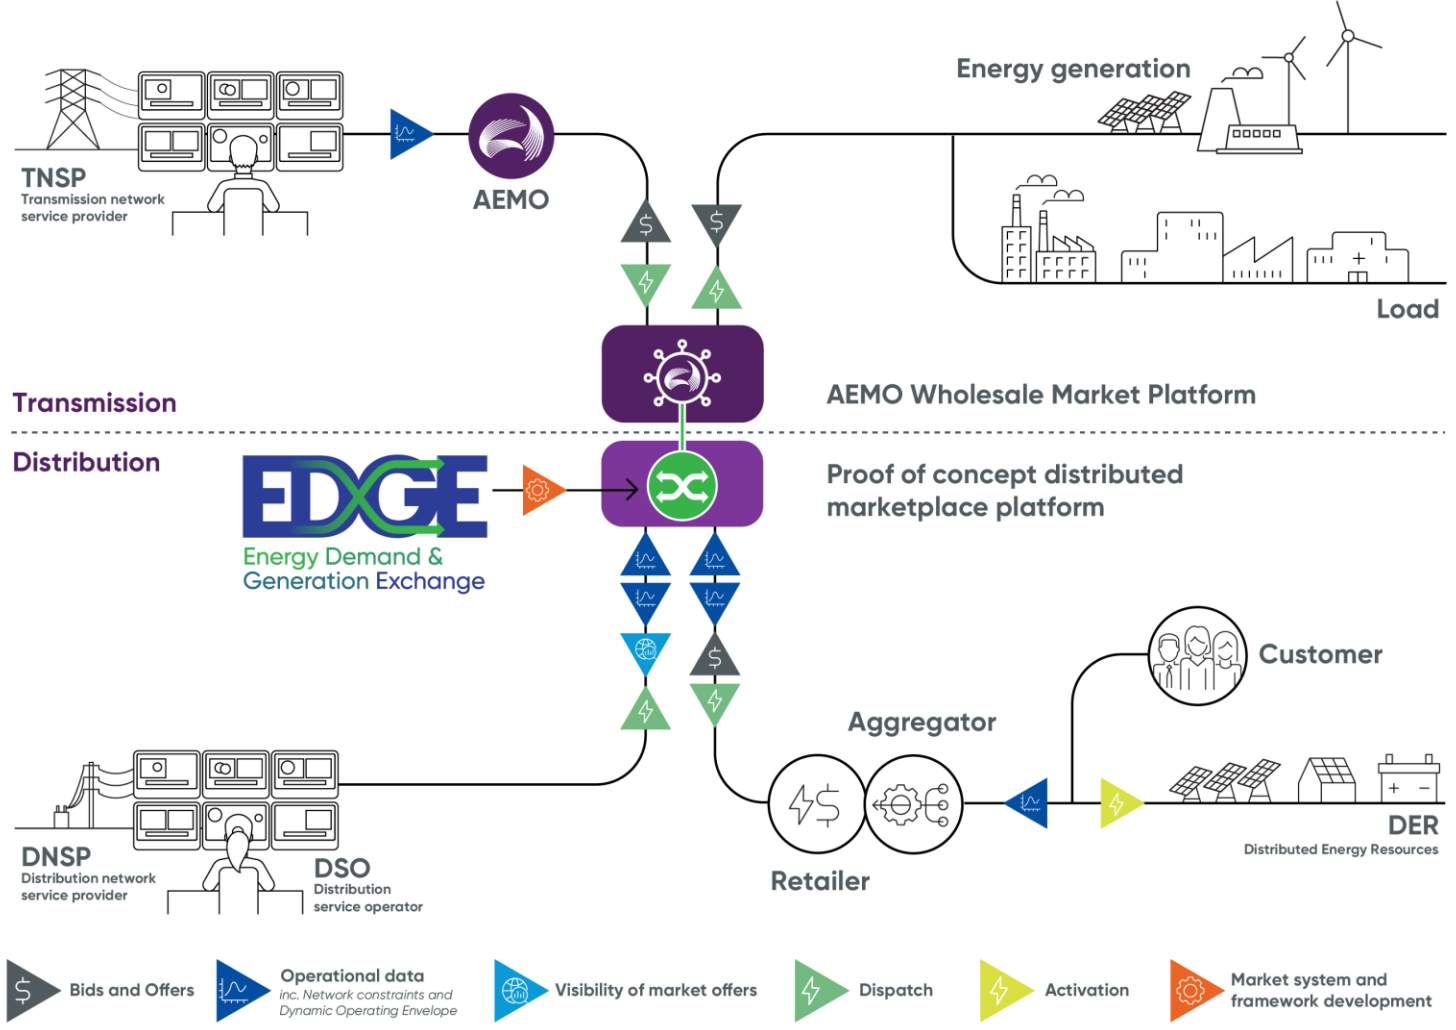 Energy generation
TNSP
Transmission network
service provider
AEMO
Load
Transmission
AEMO Wholesale Market Platform
Distribution
EDGE
Energy Demand &
Generation Exchange
Proof of concept distributed
marketplace platform
Customer
Aggregator
Retailer
DER
Distributed Energy Resources
DNSP
Distribution network
service provider
DSO
Distribution
service operator
Bids and Offers
Operational data
inc. Network constraints and
Dynamic Operating Envelope
Visibility of market offers
Dispatch
Activation
Market system and
framework development